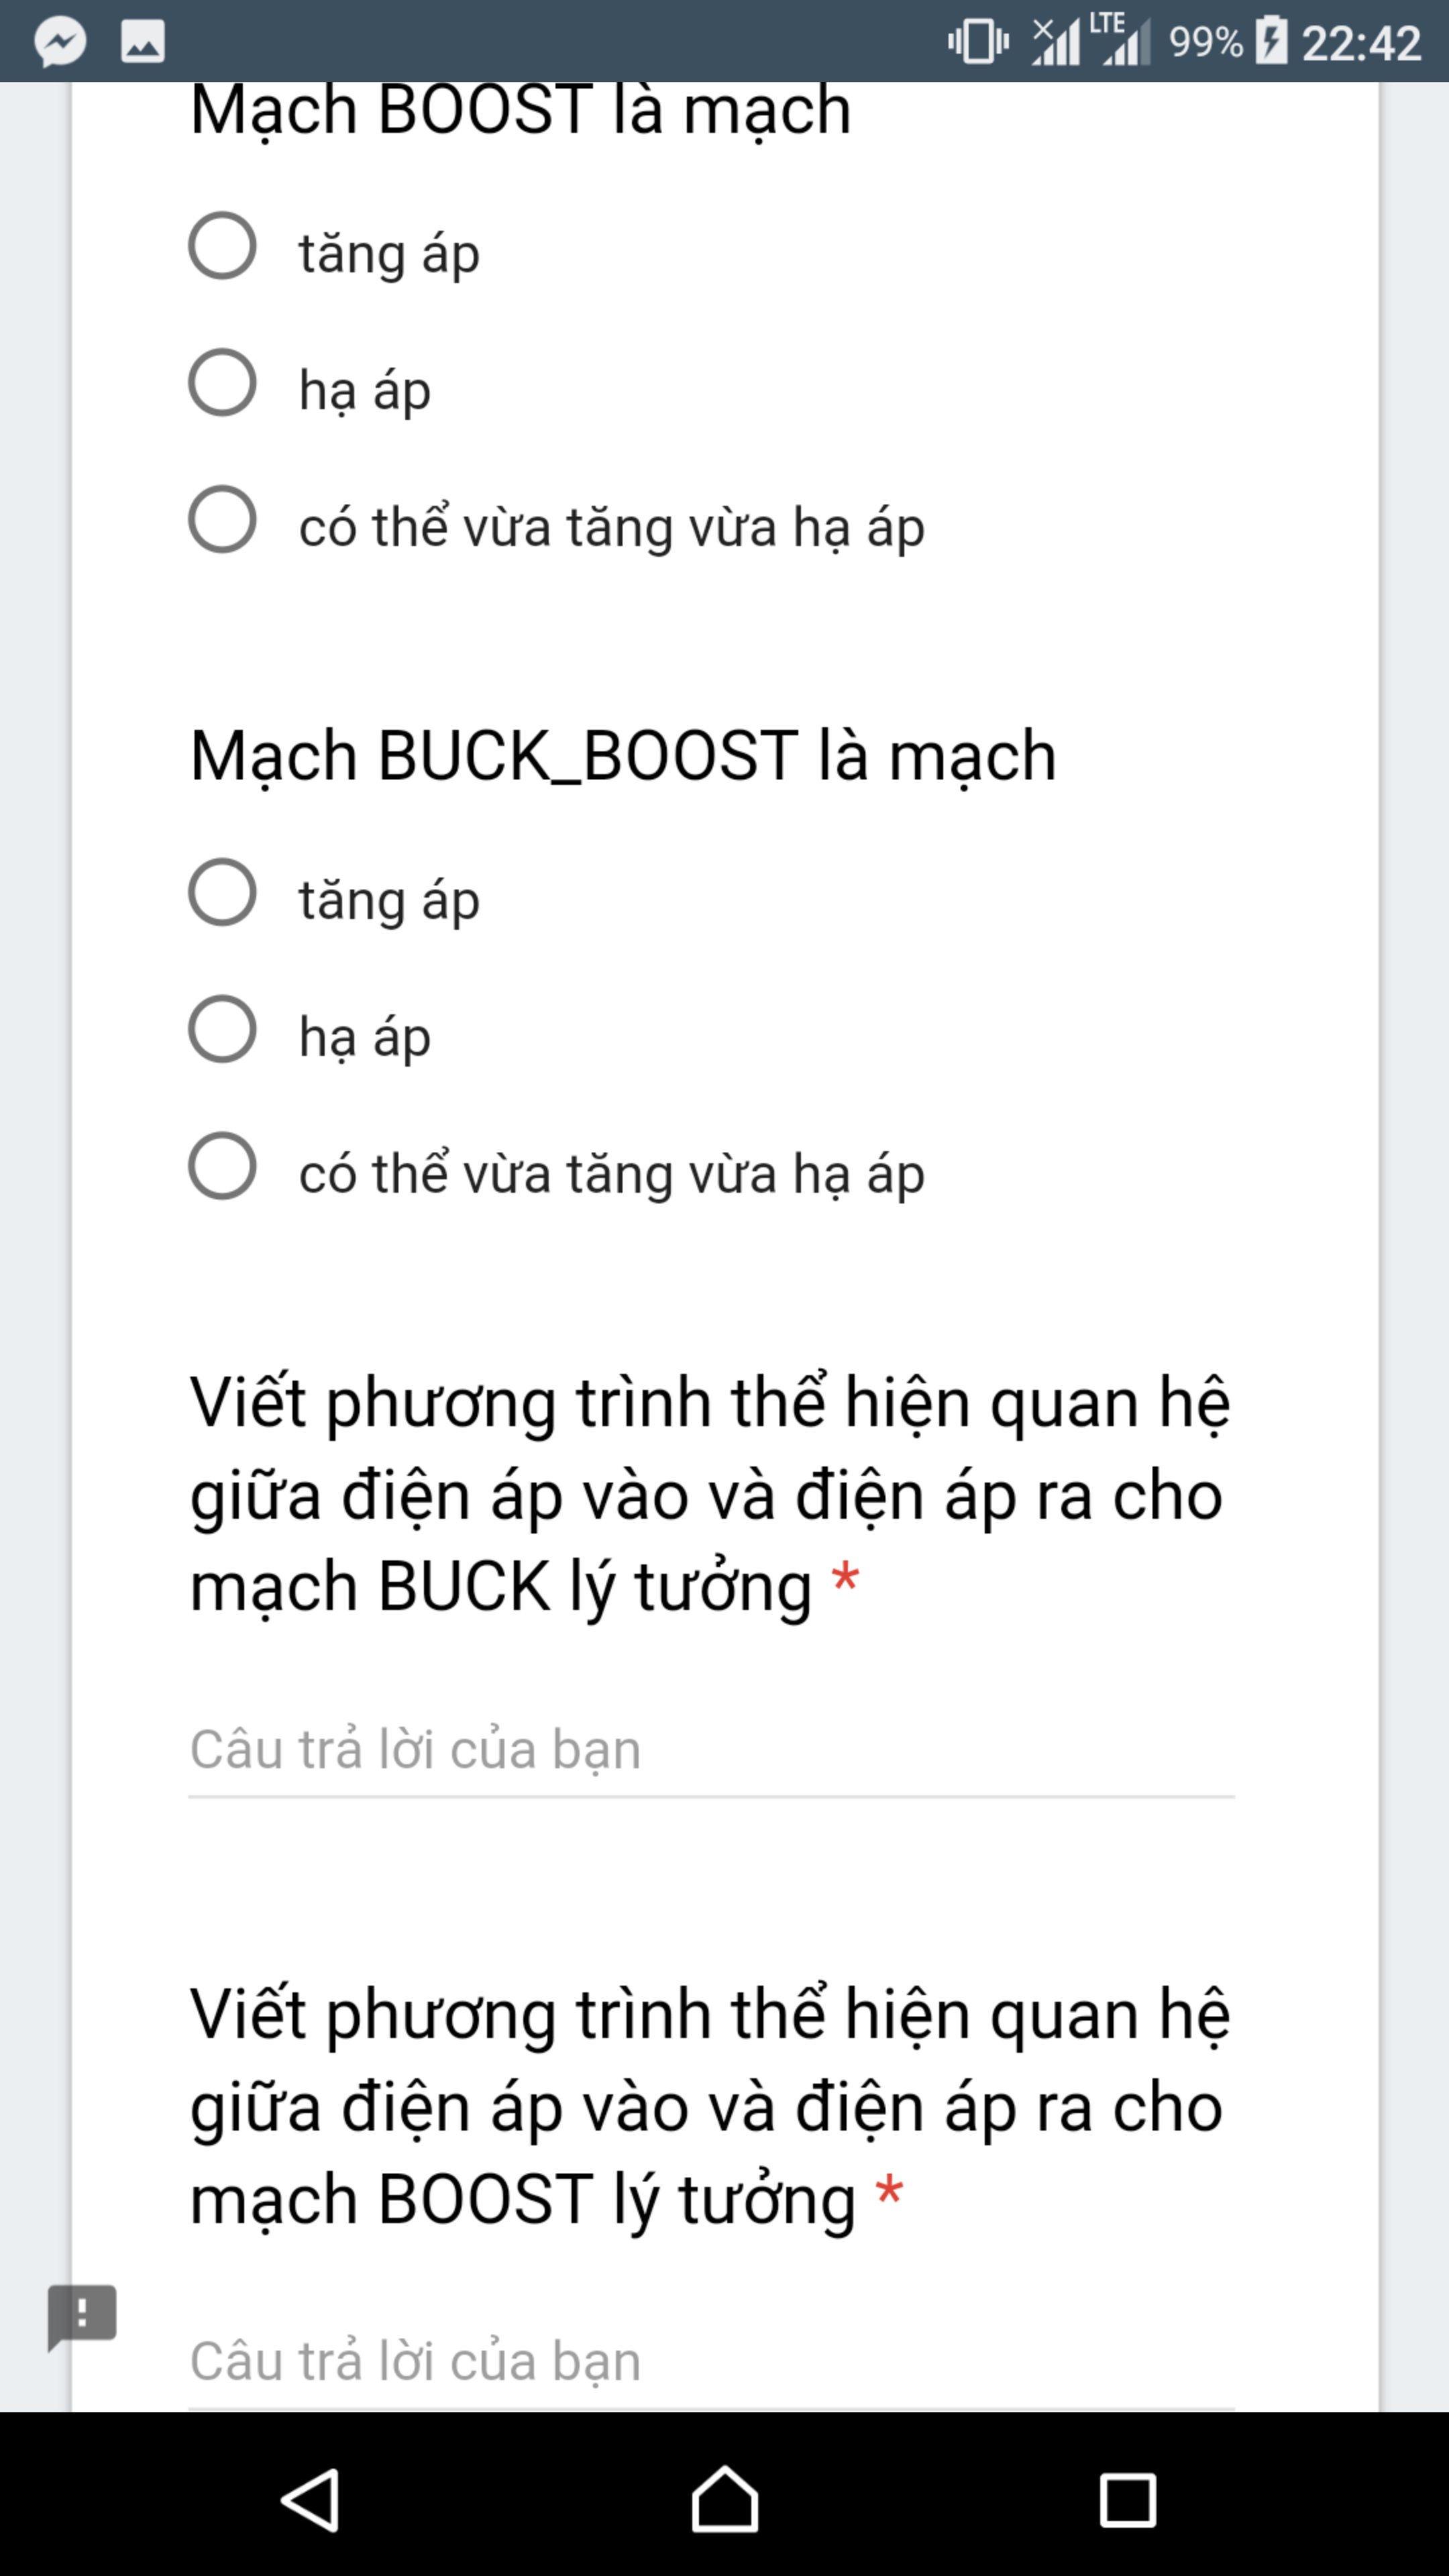 LTE 99% 22:42
Mạch BOOST là mạch
tăng áp
hạ áp
có thể vừa tăng vừa hạ áp
Mạch BUCK_BOOST là mạch
tăng áp
hạ áp
có thể vừa tăng vừa hạ áp
Viết phương trình thể hiện quan hệ
giữa điện áp vào và điện áp ra cho
mạch BUCK lý tưởng *
Câu trả lời của bạn
Viết phương trình thể hiện quan hệ
giữa điện áp vào và điện áp ra cho
mạch BOOST lý tưởng *
Câu trả lời của bạn